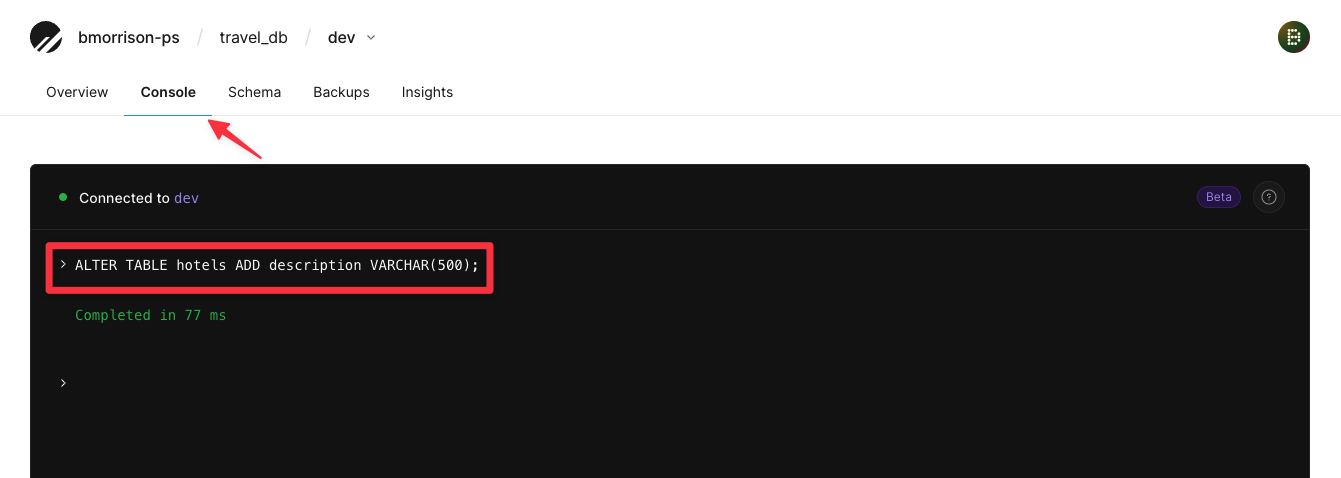 bmorrison-ps / travel_db / dev
Overview Console Schema Backups Insights
Connected to dev Beta ?
> ALTER TABLE hotels ADD description VARCHAR(500);
Completed in 77 ms
>